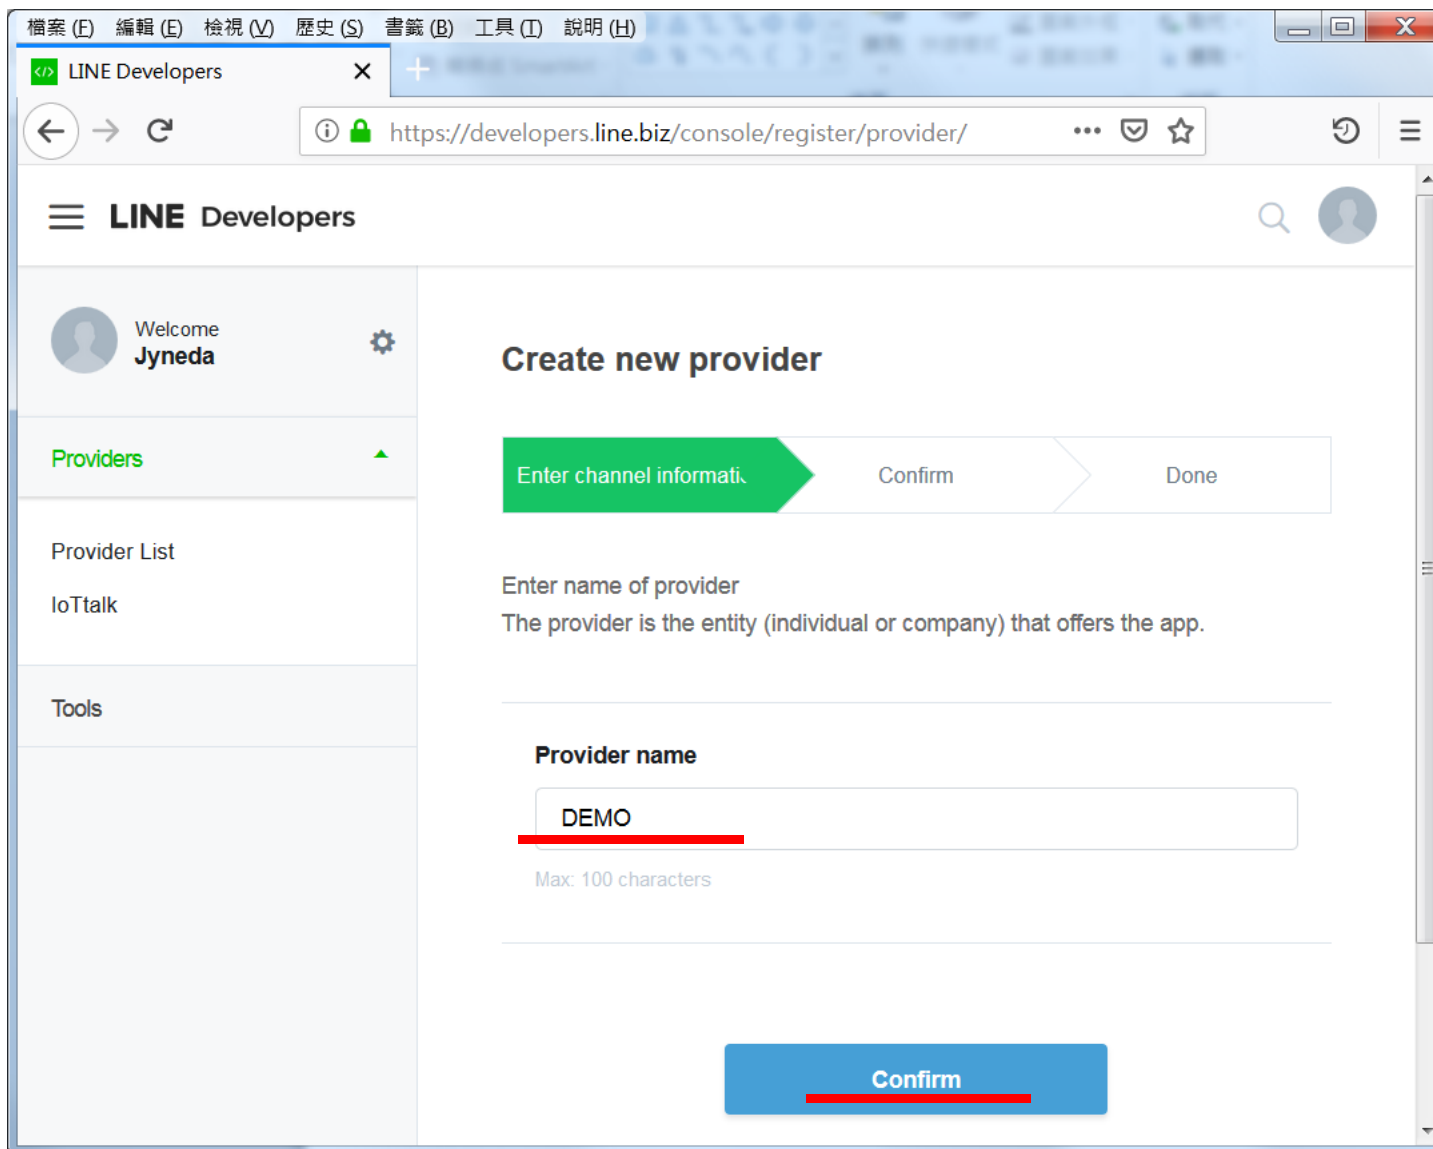 檔案 (F) 編輯 (E) 檢視 (V) 歷史 (S) 書籤 (B) 工具 (T) 說明 (H)
LINE Developers
https://developers.line.biz/console/register/provider/
LINE Developers
Welcome
Jyneda
Providers
Provider List
IoTtalk
Tools
Create new provider
Enter channel informati
Confirm
Done
Enter name of provider
The provider is the entity (individual or company) that offers the app.
Provider name
DEMO
Max: 100 characters
Confirm